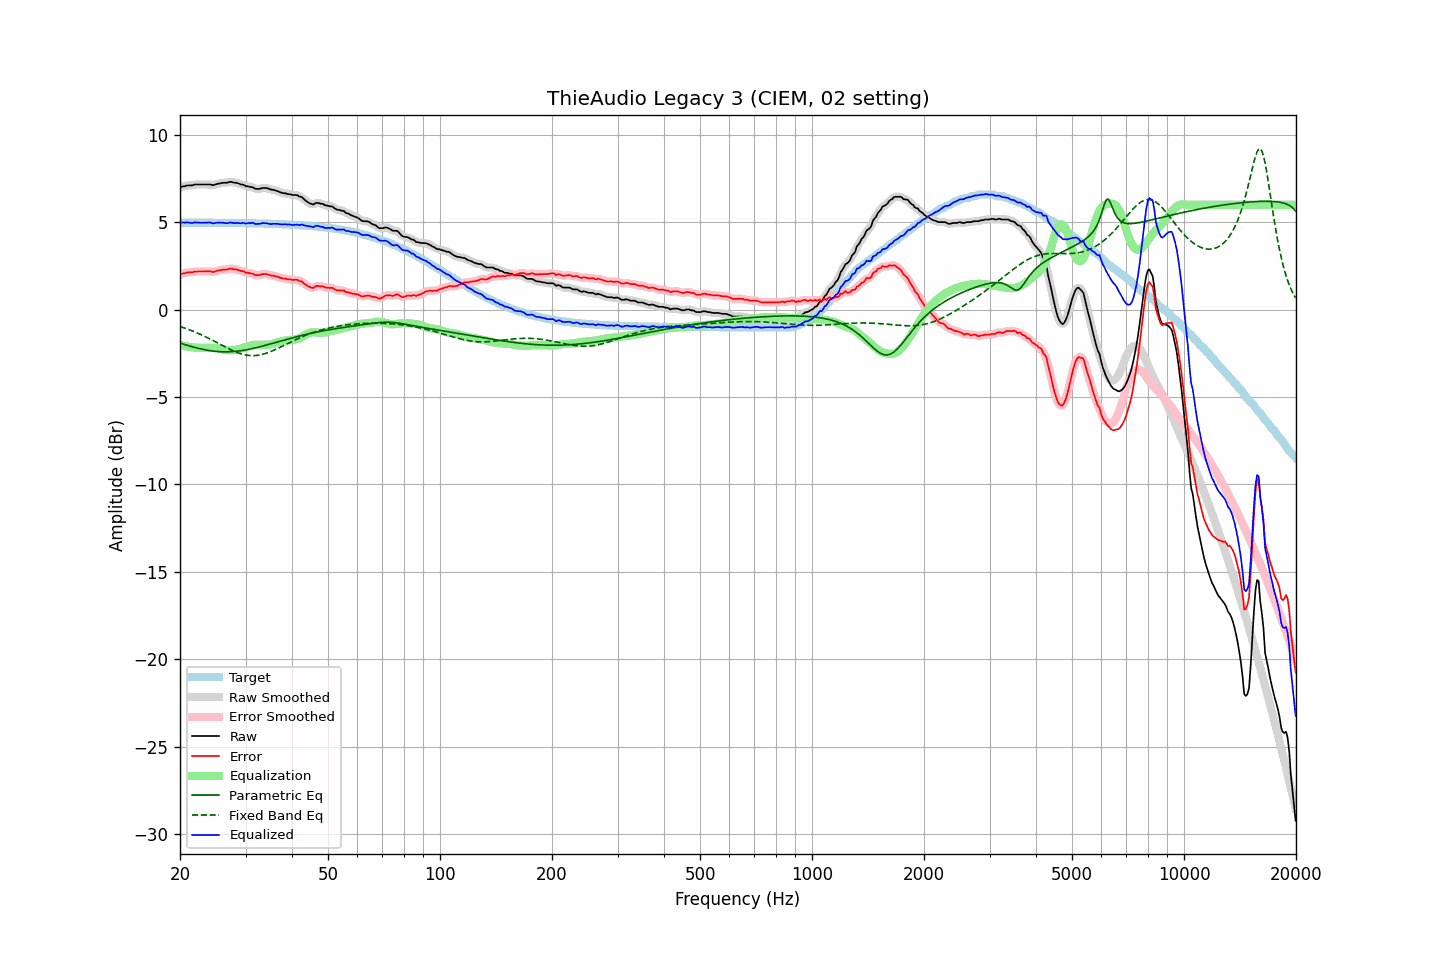 ThieAudio Legacy 3 (CIEM, 02 setting)
10
5
0
−5
−10
−15
−20
−25
−30
Amplitude (dBr)
Target
Raw Smoothed
Error Smoothed
Raw
Error
Equalization
Parametric Eq
Fixed Band Eq
Equalized
20 50 100 200 500 1000 2000 5000 10000 20000
Frequency (Hz)